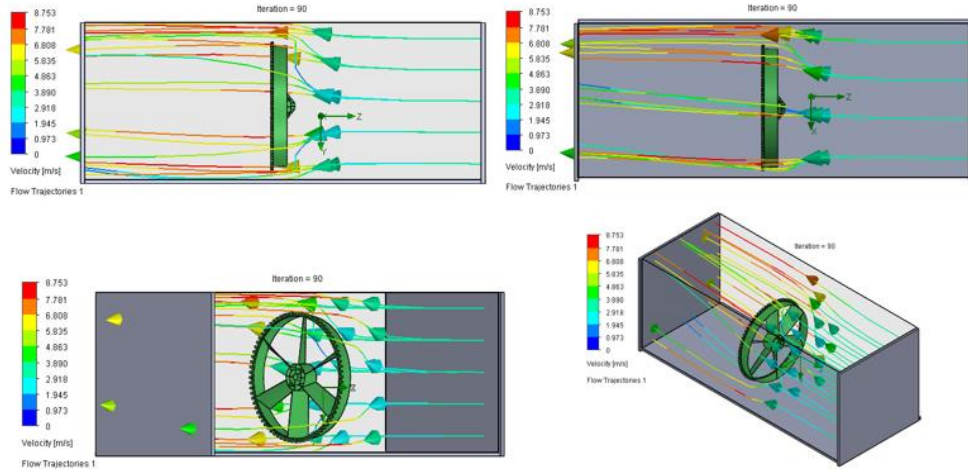 Iteration = 90
8.753
7.781
6.808
5.835
4.863
3.890
2.918
1.945
0.973
0
Velocity [m/s]
Flow Trajectories 1
Z
Y
Iteration = 90
8.753
7.781
6.808
5.835
4.863
3.890
2.918
1.945
0.973
0
Velocity [m/s]
Flow Trajectories 1
Z
X
Iteration = 90
8.753
7.781
6.808
5.835
4.863
3.890
2.918
1.945
0.973
0
Velocity [m/s]
Flow Trajectories 1
Iteration = 90
8.753
7.781
6.808
5.835
4.863
3.890
2.918
1.945
0.973
0
Velocity [m/s]
Flow Trajectories 1